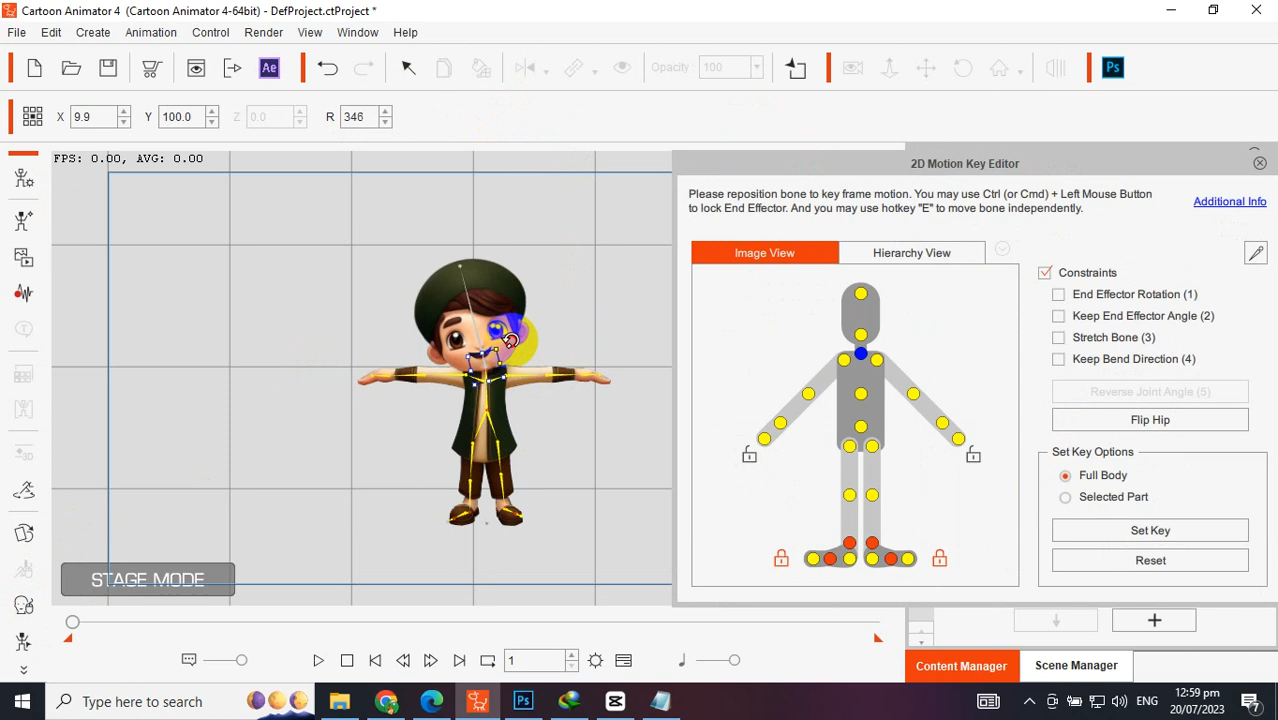 Cartoon Animator 4 (Cartoon Animator 4-64bit) - DefProject.ctProject *
File Edit Create Animation Control Render View Window Help
Ae
Opacity : 100
Ps
X 9.9 Y 100.0 Z 0.0 R 346
FPS: 0.00, AVG: 0.00
2D Motion Key Editor
Please reposition bone to key frame motion. You may use Ctrl (or Cmd) + Left Mouse Button
to lock End Effector. And you may use hotkey "E" to move bone independently.
Additional Info
Image View
Hierarchy View
Constraints
End Effector Rotation (1)
Keep End Effector Angle (2)
Stretch Bone (3)
Keep Bend Direction (4)
Reverse Joint Angle (5)
Flip Hip
Set Key Options
Full Body
Selected Part
Set Key
Reset
STAGE MODE
1
Content Manager
Scene Manager
Type here to search
Ps
ENG
12:59 pm
20/07/2023
7